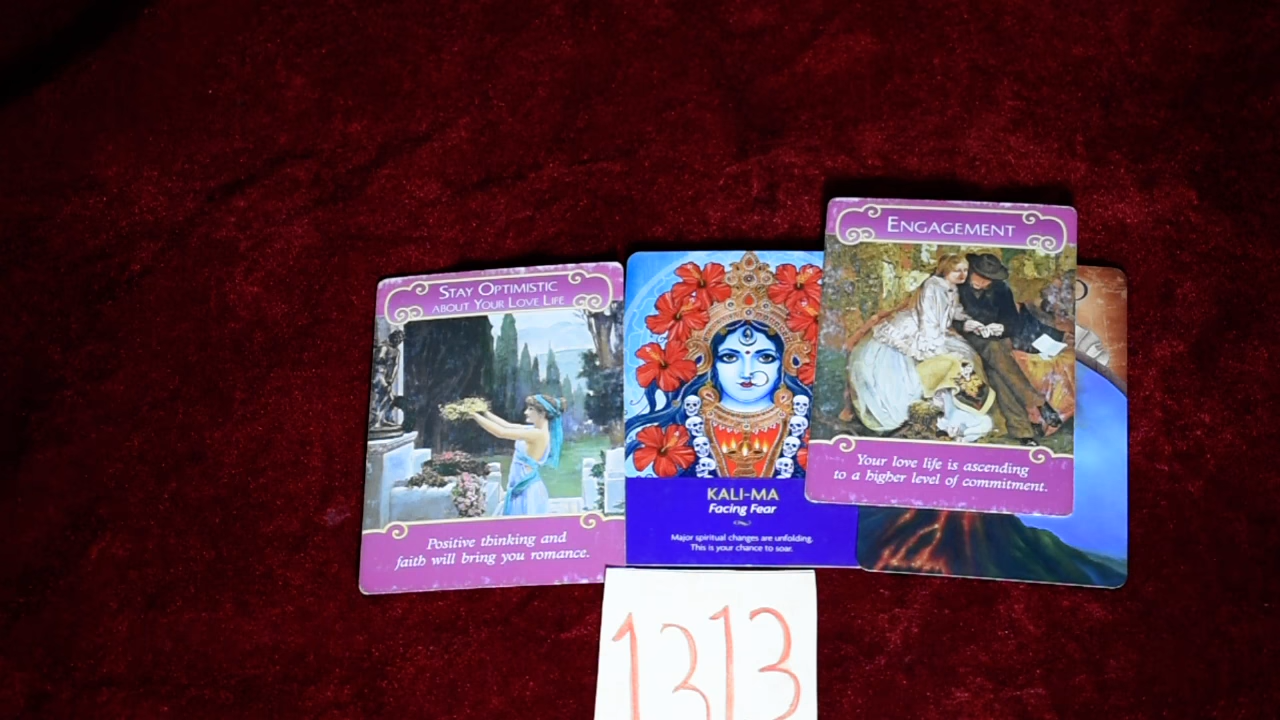 STAY OPTIMISTIC
ABOUT YOUR LOVE LIFE
Positive thinking and
faith will bring you romance.
KALI-MA
Facing Fear
Major spiritual changes are unfolding.
This is your chance to soar.
ENGAGEMENT
Your love life is ascending
to a higher level of commitment.
1313